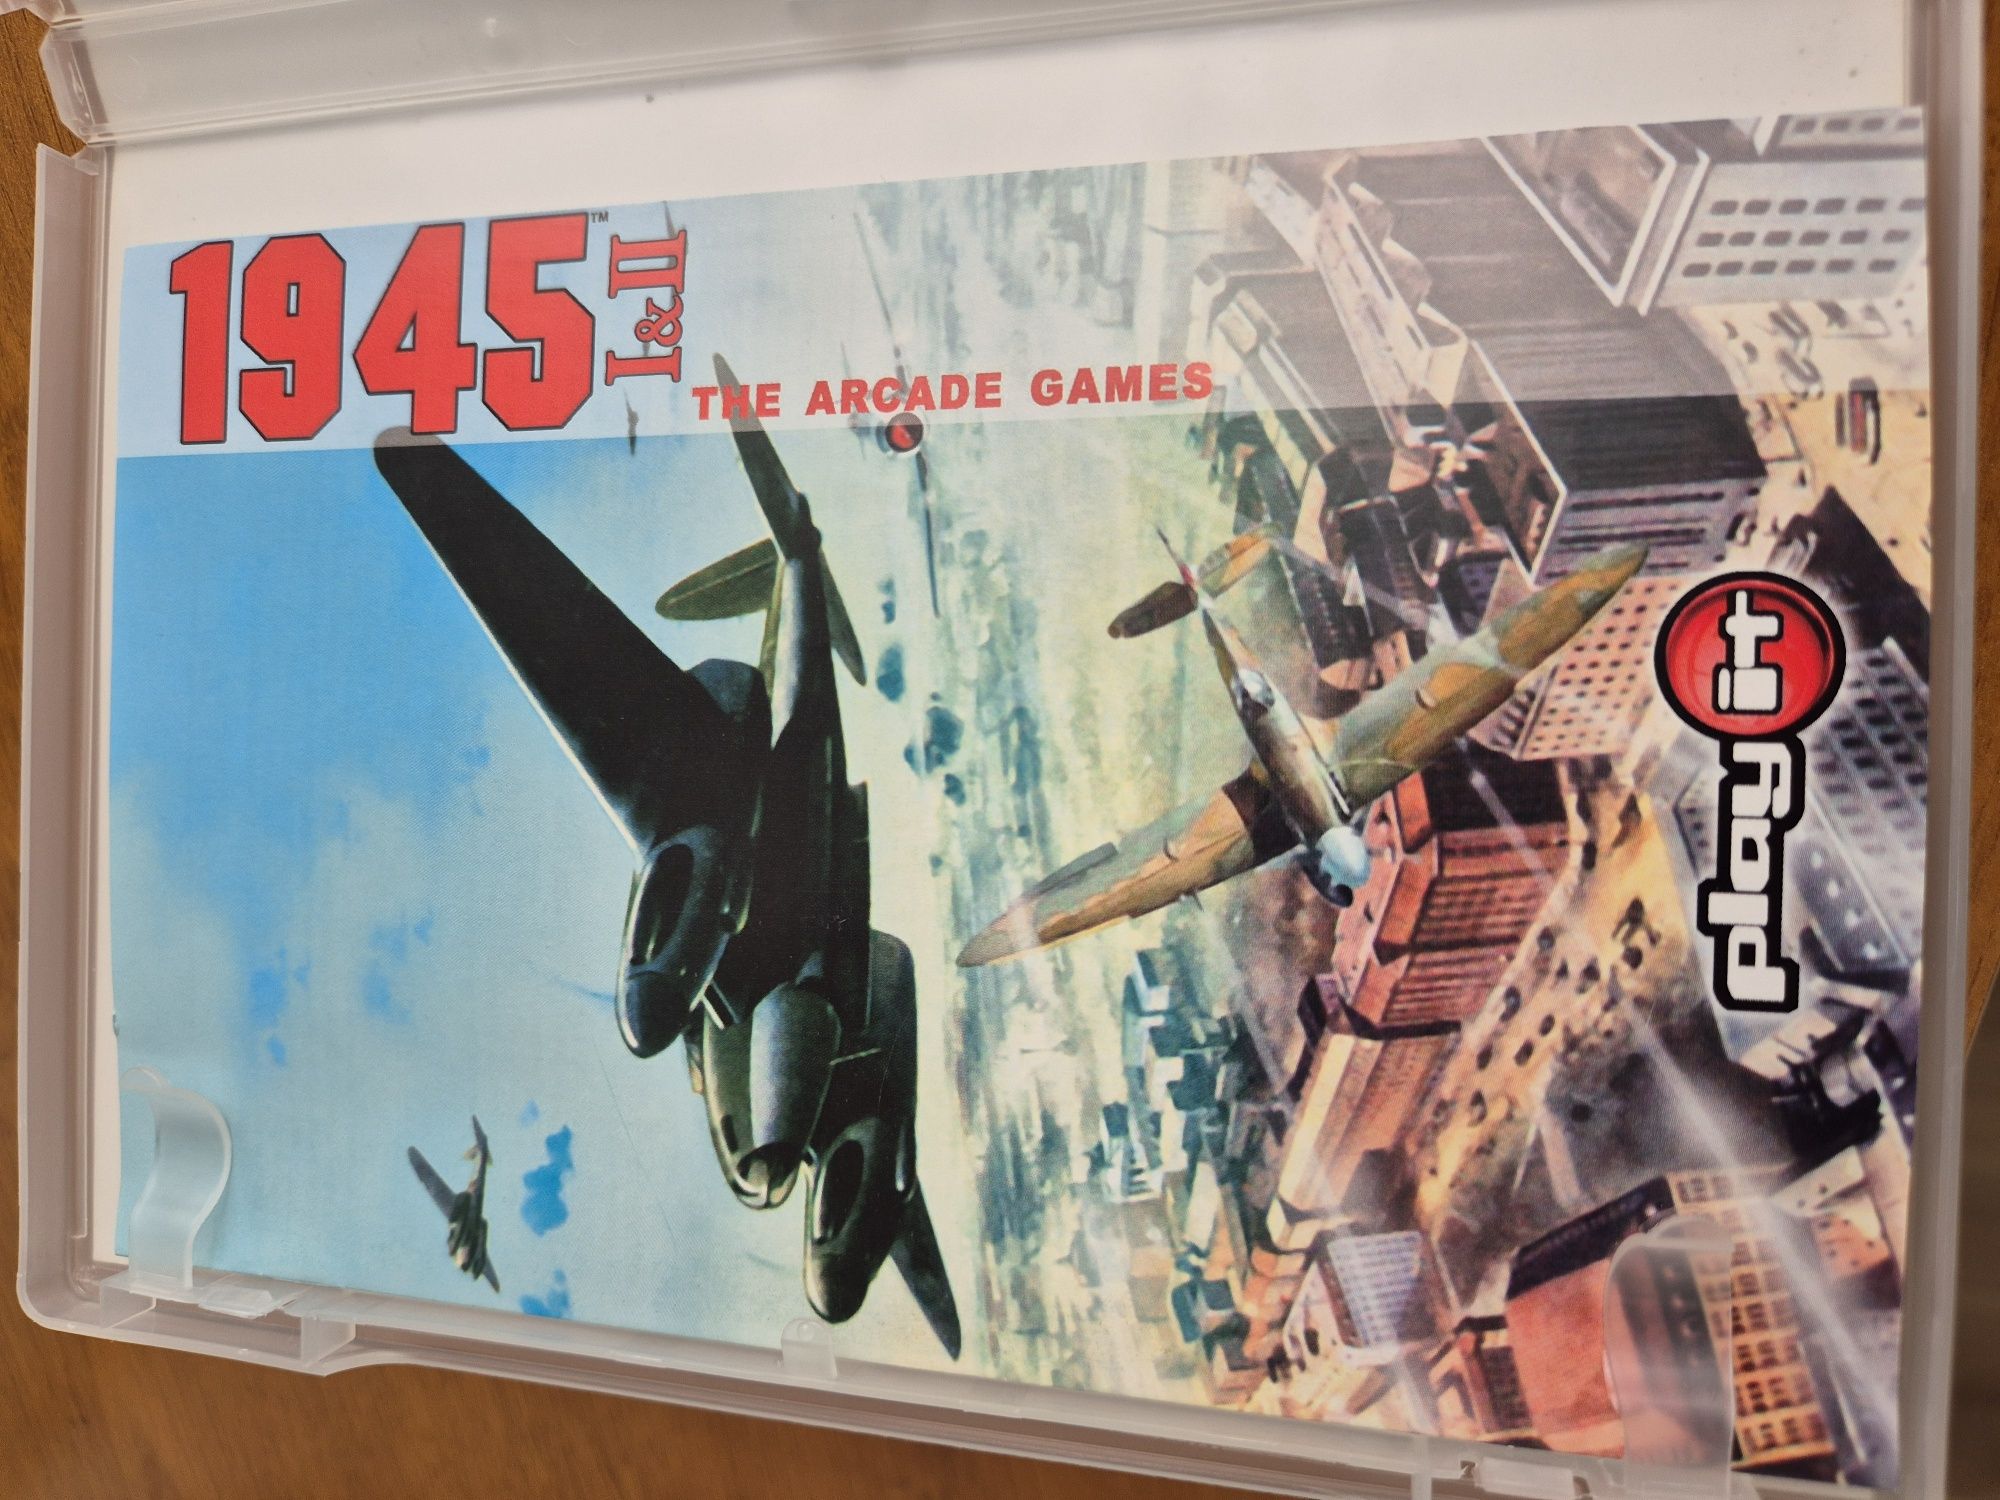 1945™
I&II
THE ARCADE GAMES
play it